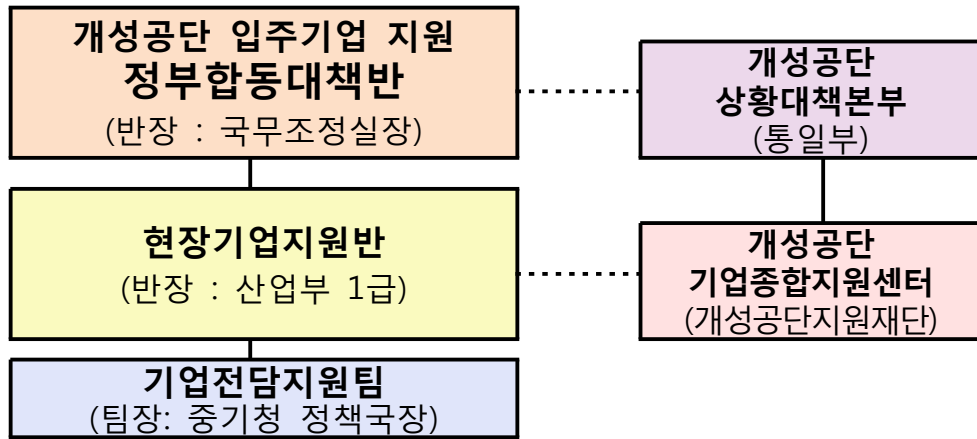 개성공단 입주기업 지원
정부합동대책반
(반장 : 국무조정실장)
개성공단
상황대책본부
(통일부)
현장기업지원반
(반장 : 산업부 1급)
개성공단
기업종합지원센터
(개성공단지원재단)
기업전담지원팀
(팀장: 중기청 정책국장)